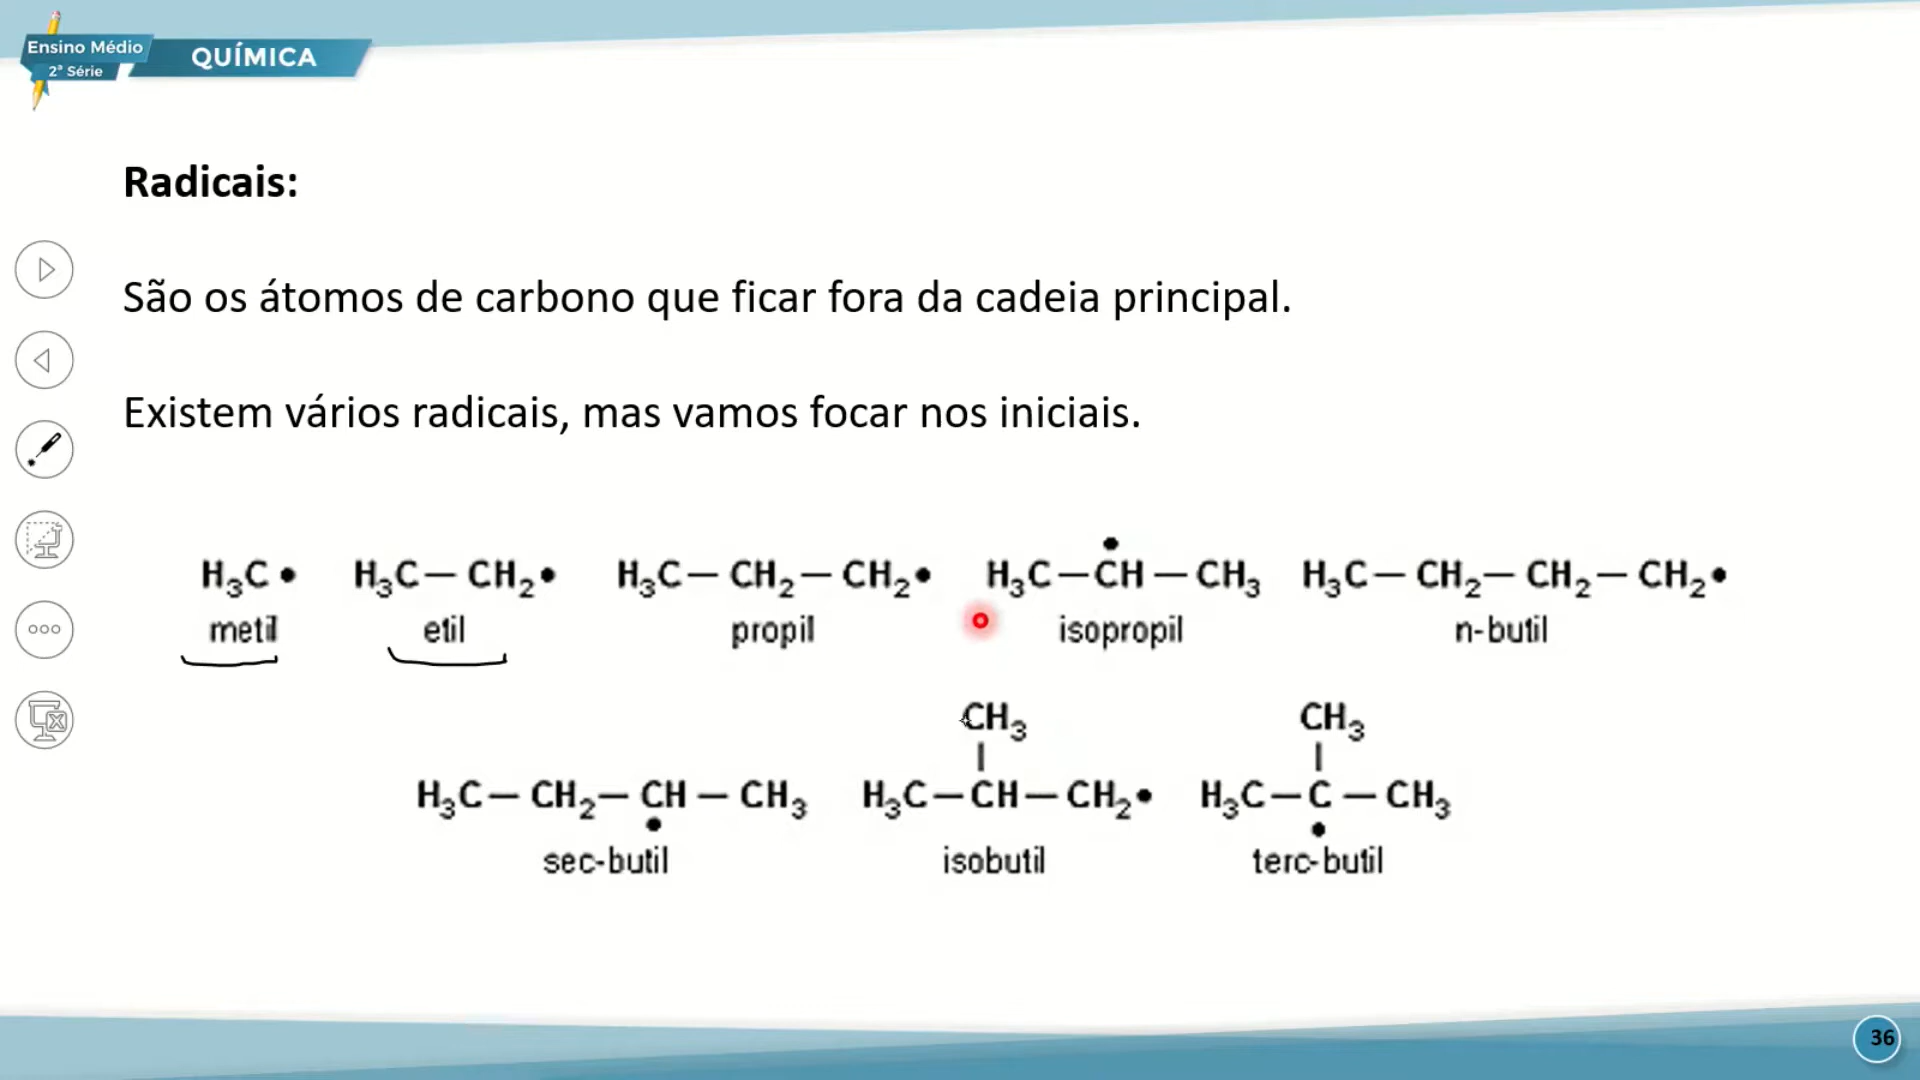 Ensino Médio
2ª Série
QUÍMICA
Radicais:
São os átomos de carbono que ficar fora da cadeia principal.
Existem vários radicais, mas vamos focar nos iniciais.
H₃C• H₃C—CH₂• H₃C—CH₂—CH₂• H₃C—ĊH—CH₃ H₃C—CH₂—CH₂—CH₂•
metil etil propil isopropil n-butil
CH₃ CH₃
H₃C—CH₂—CH—CH₃ H₃C—CH—CH₂• H₃C—C—CH₃
• •
sec-butil isobutil terc-butil
36